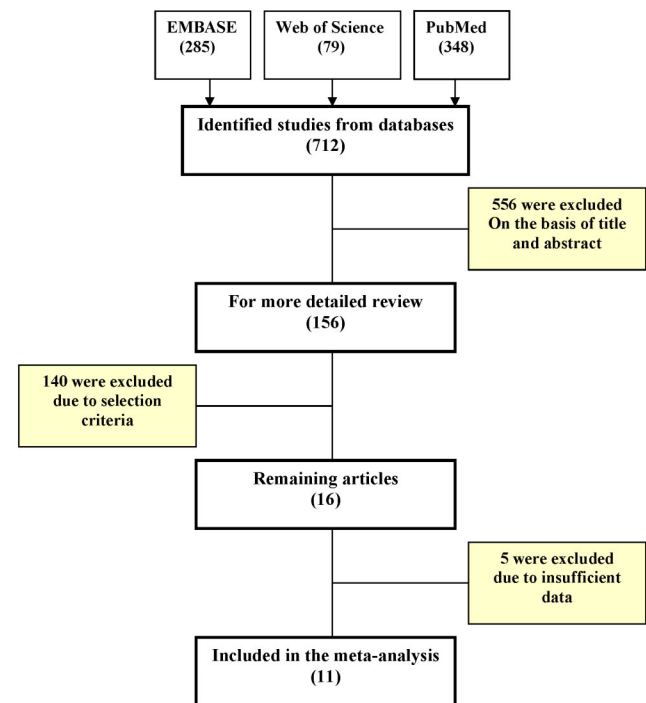 EMBASE
(285)
Web of Science
(79)
PubMed
(348)
Identified studies from databases
(712)
556 were excluded
On the basis of title
and abstract
For more detailed review
(156)
140 were excluded
due to selection
criteria
Remaining articles
(16)
5 were excluded
due to insufficient
data
Included in the meta-analysis
(11)